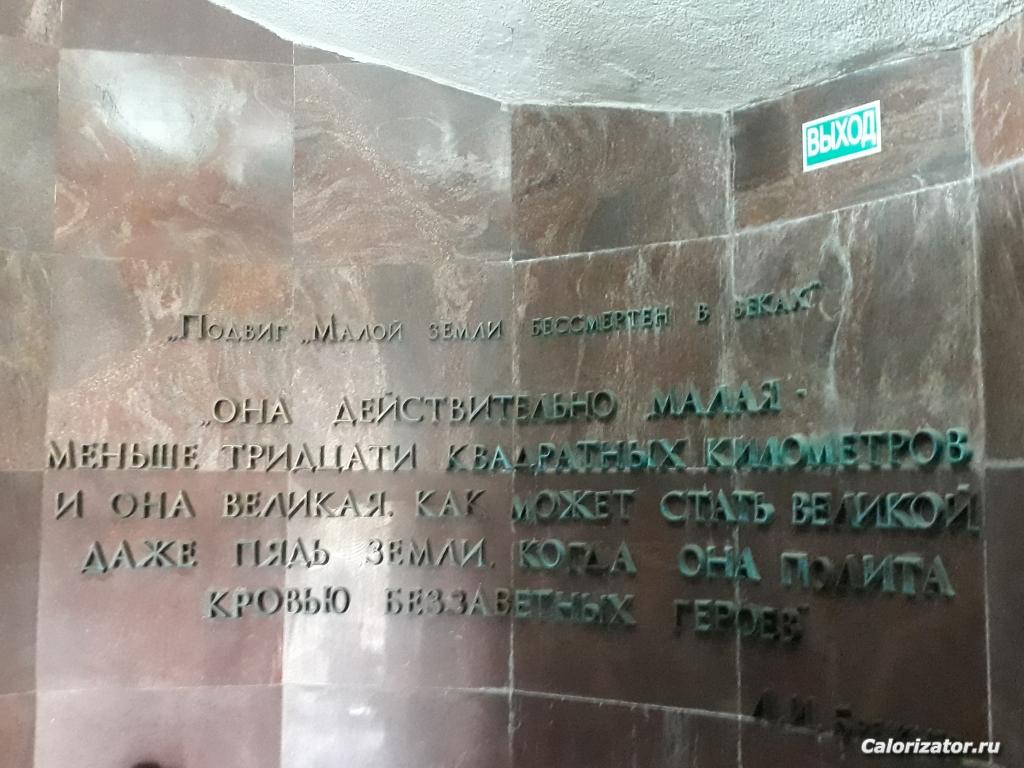 ВЫХОД
„Подвиг „Малой земли бессмертен в веках"
„ОНА ДЕЙСТВИТЕЛЬНО МАЛАЯ -
МЕНЬШЕ ТРИДЦАТИ КВАДРАТНЫХ КИЛОМЕТРОВ.
И ОНА ВЕЛИКАЯ, КАК МОЖЕТ СТАТЬ ВЕЛИКОЙ
ДАЖЕ ПЯДЬ ЗЕМЛИ, КОГДА ОНА ПОЛИТА
КРОВЬЮ БЕЗЗАВЕТНЫХ ГЕРОЕВ."
Л.И.
Calorizator.ru